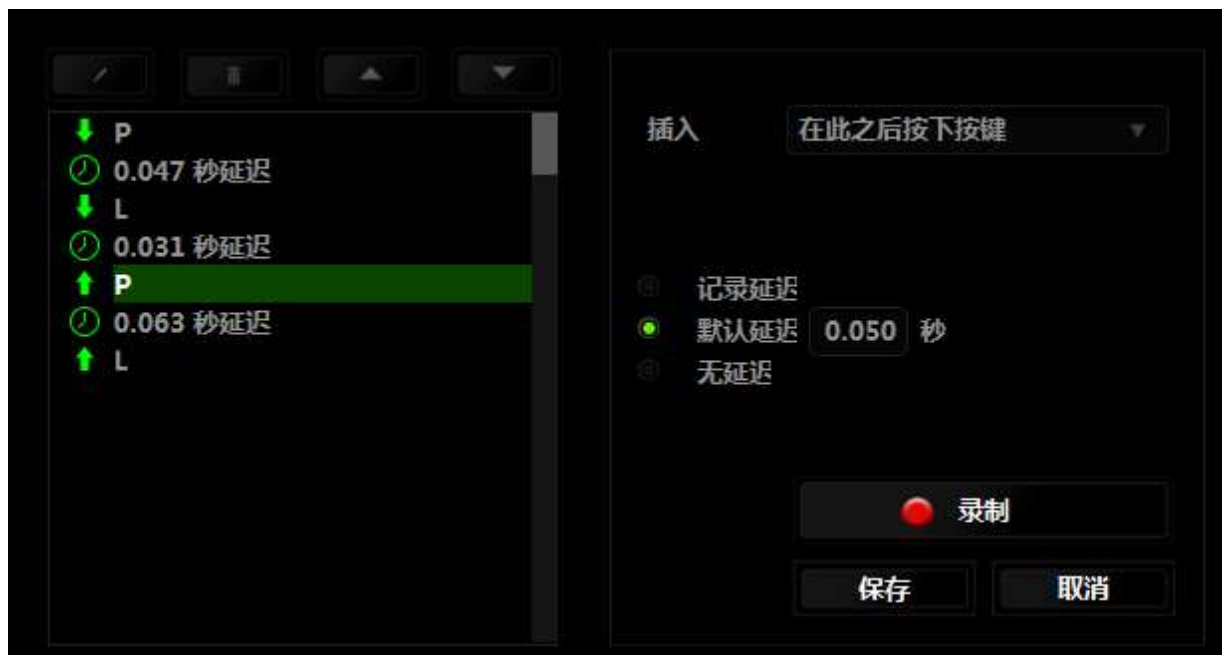 P
0.047 秒延迟
L
0.031 秒延迟
P
0.063 秒延迟
L
插入 在此之后按下按键
记录延迟
默认延迟 0.050 秒
无延迟
录制
保存 取消